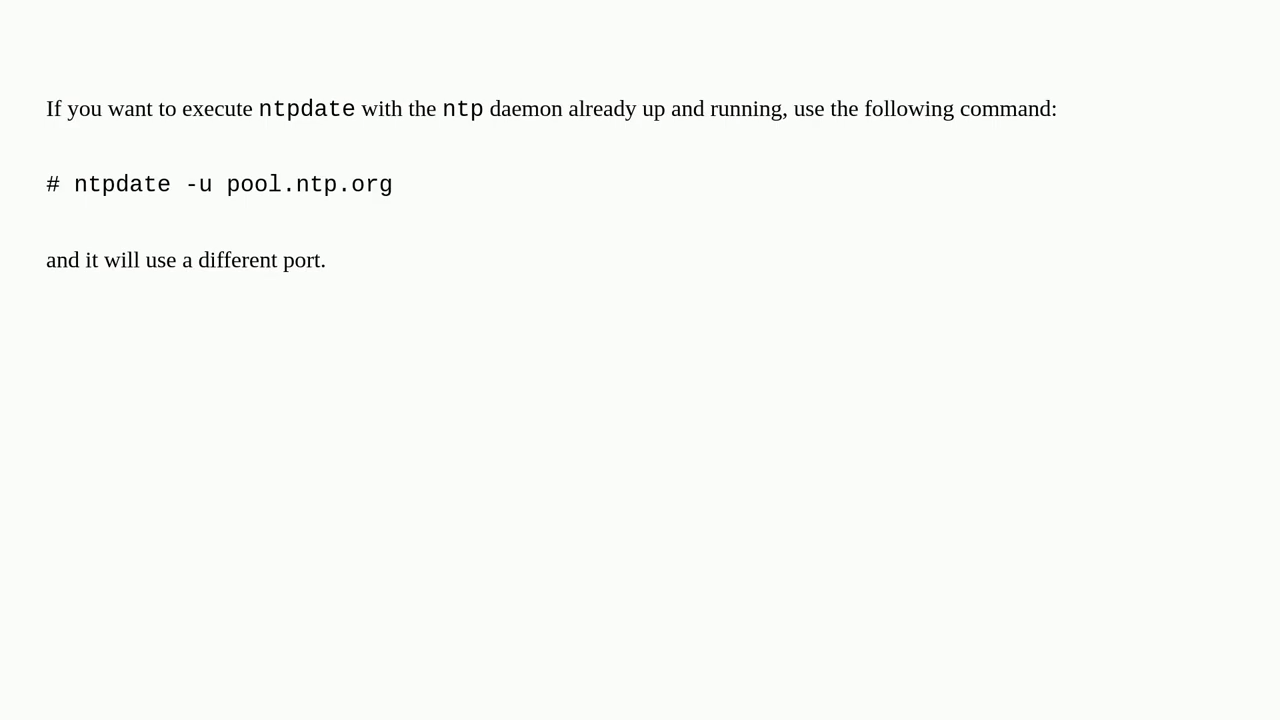 If you want to execute ntpdate with the ntp daemon already up and running, use the following command:
# ntpdate -u pool.ntp.org
and it will use a different port.